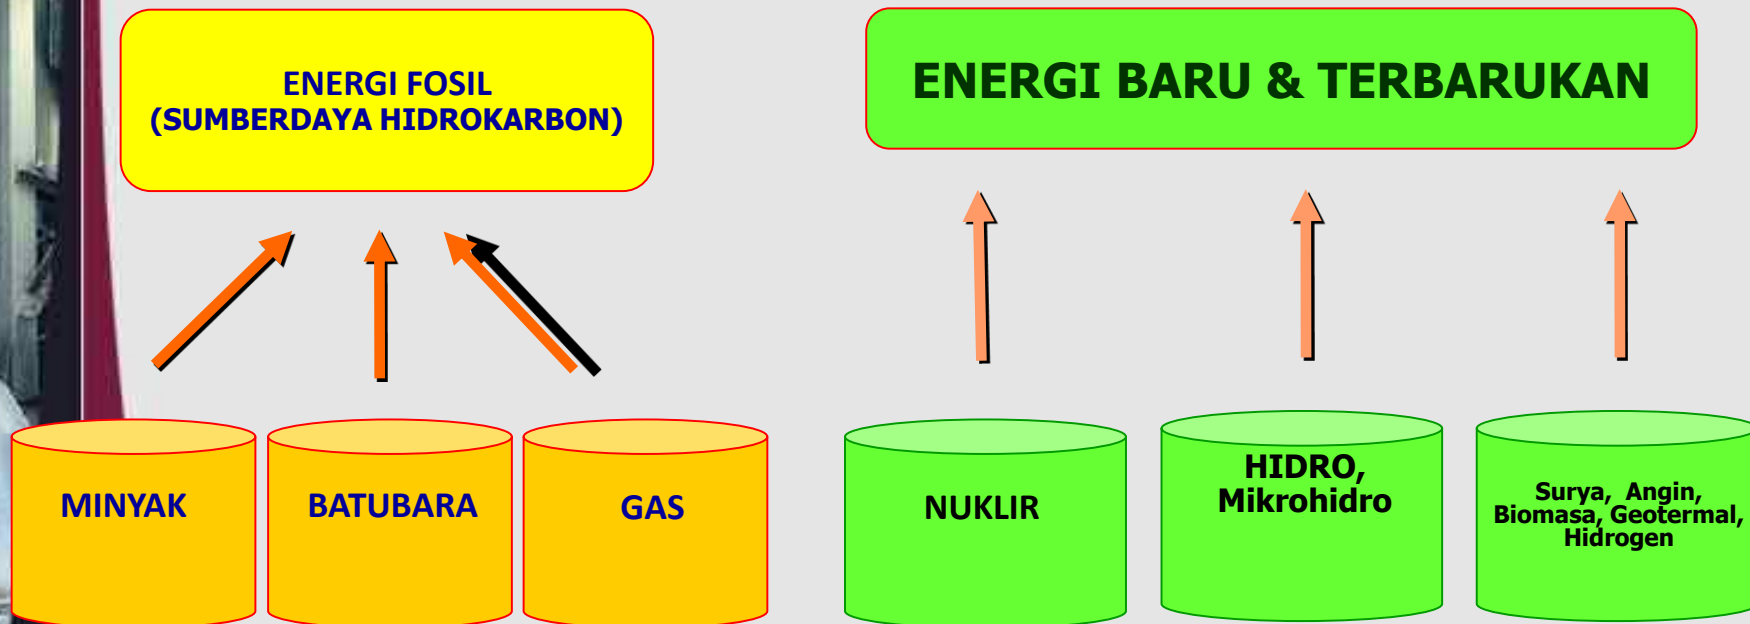 ENERGI FOSIL
(SUMBERDAYA HIDROKARBON)
ENERGI BARU & TERBARUKAN
MINYAK
BATUBARA
GAS
NUKLIR
HIDRO,
Mikrohidro
Surya, Angin,
Biomasa, Geotermal,
Hidrogen